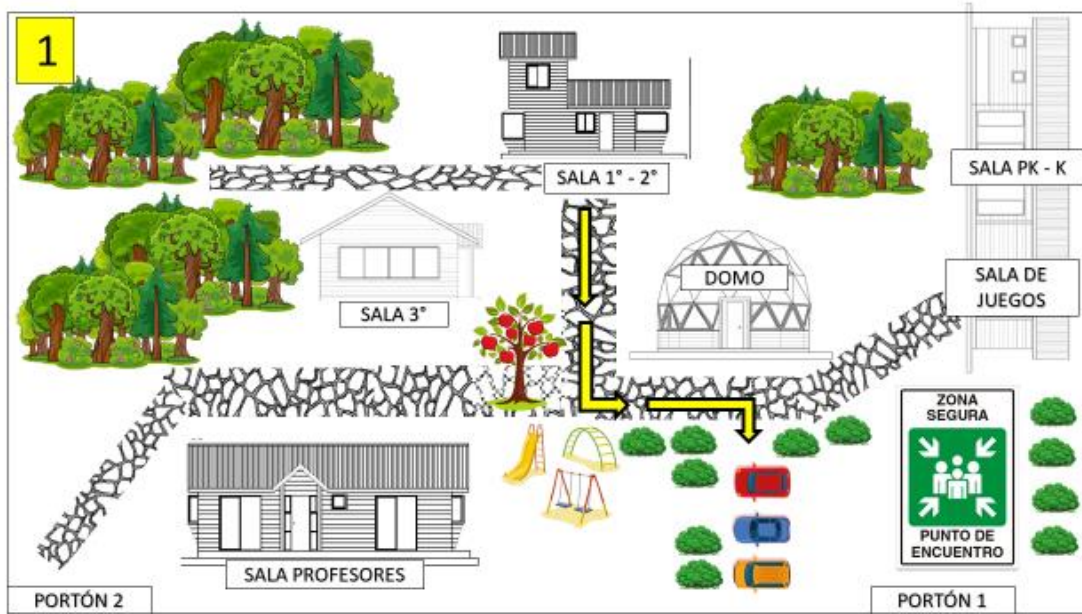 1
SALA 1° - 2°
SALA PK - K
SALA 3°
DOMO
SALA DE
JUEGOS
ZONA
SEGURA
PUNTO DE
ENCUENTRO
SALA PROFESORES
PORTÓN 2
PORTÓN 1